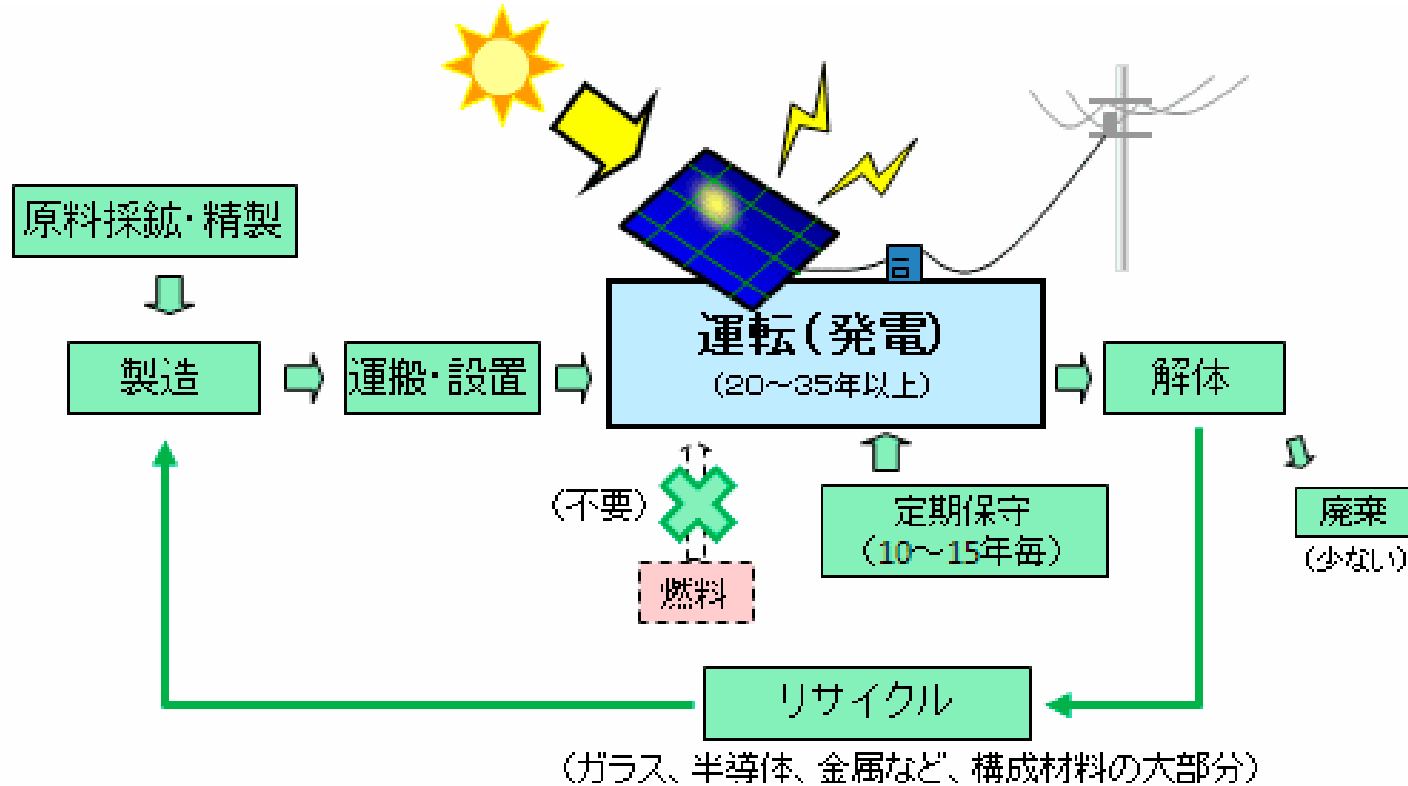 原料採鉱・精製
製造
運搬・設置
運転(発電)
(20～35年以上)
解体
(不要)
燃料
定期保守
(10～15年毎)
廃棄
(少ない)
リサイクル
(ガラス、半導体、金属など、構成材料の大部分)